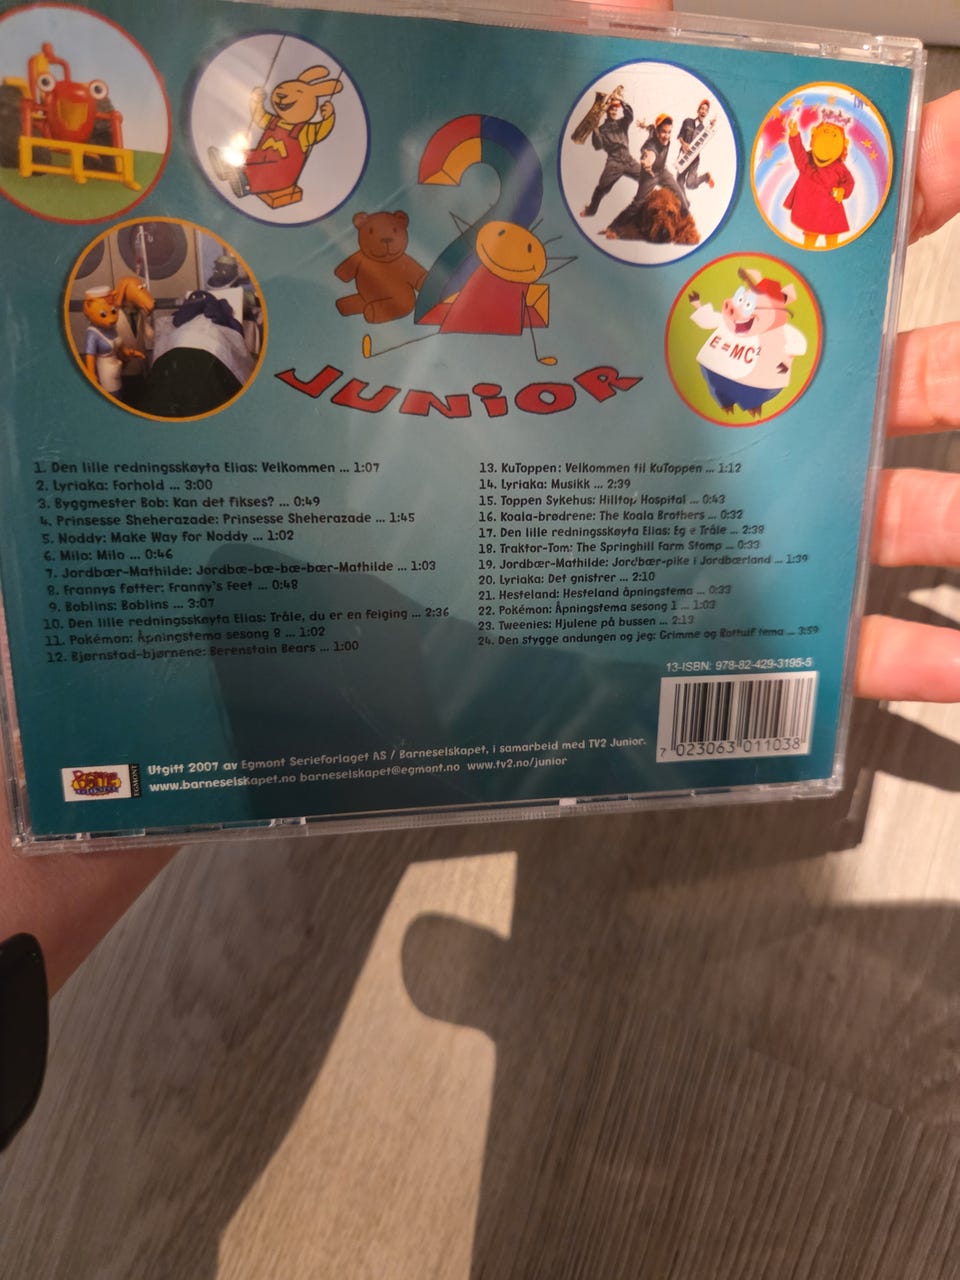 2
E=MC²
JUNIOR
1. Den lille redningsskøyta Elias: Velkommen ... 1:07
2. Lyriaka: Forhold ... 3:00
3. Byggmester Bob: Kan det fikses? ... 0:49
4. Prinsesse Sheherazade: Prinsesse Sheherazade ... 1:45
5. Noddy: Make Way for Noddy ... 1:02
6. Milo: Milo ... 0:46
7. Jordbær-Mathilde: Jordbæ-bæ-bæ-bær-Mathilde ... 1:03
8. Frannys føtter: Franny's Feet ... 0:48
9. Boblins: Boblins ... 3:07
10. Den lille redningsskøyta Elias: Tråle, du er en feiging ... 2:36
11. Pokémon: Åpningstema sesong 8 ... 1:02
12. Bjørnstad-bjørnene: Berenstain Bears ... 1:00
13. KuToppen: Velkommen til KuToppen ... 1:12
14. Lyriaka: Musikk ... 2:39
15. Toppen Sykehus: Hilltop Hospital ... 0:43
16. Koala-brødrene: The Koala Brothers ... 0:32
17. Den lille redningsskøyta Elias: Eg e Tråle ... 2:38
18. Traktor-Tom: The Springhill Farm Stomp ... 0:33
19. Jordbær-Mathilde: Jordbær-pike i Jordbærland ... 1:39
20. Lyriaka: Det gnistrer ... 2:10
21. Hesteland: Hesteland åpningstema ... 0:33
22. Pokémon: Åpningstema sesong 1 ... 1:03
23. Tweenies: Hjulene på bussen ... 2:13
24. Den stygge andungen og jeg: Grimme og Rottulf tema ... 3:59
13-ISBN: 978-82-429-3195-5
7 023063 011038
EGMONT
Utgitt 2007 av Egmont Serieforlaget AS / Barneselskapet, i samarbeid med TV2 Junior.
www.barneselskapet.no barneselskapet@egmont.no www.tv2.no/junior